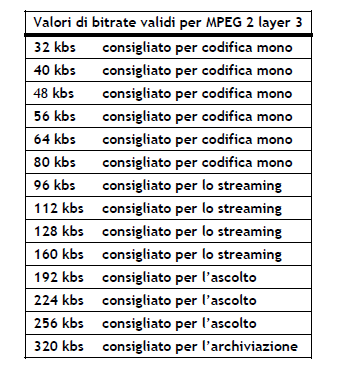 Valori di bitrate validi per MPEG 2 layer 3
32 kbs consigliato per codifica mono
40 kbs consigliato per codifica mono
48 kbs consigliato per codifica mono
56 kbs consigliato per codifica mono
64 kbs consigliato per codifica mono
80 kbs consigliato per codifica mono
96 kbs consigliato per lo streaming
112 kbs consigliato per lo streaming
128 kbs consigliato per lo streaming
160 kbs consigliato per lo streaming
192 kbs consigliato per l’ascolto
224 kbs consigliato per l’ascolto
256 kbs consigliato per l’ascolto
320 kbs consigliato per l’archiviazione